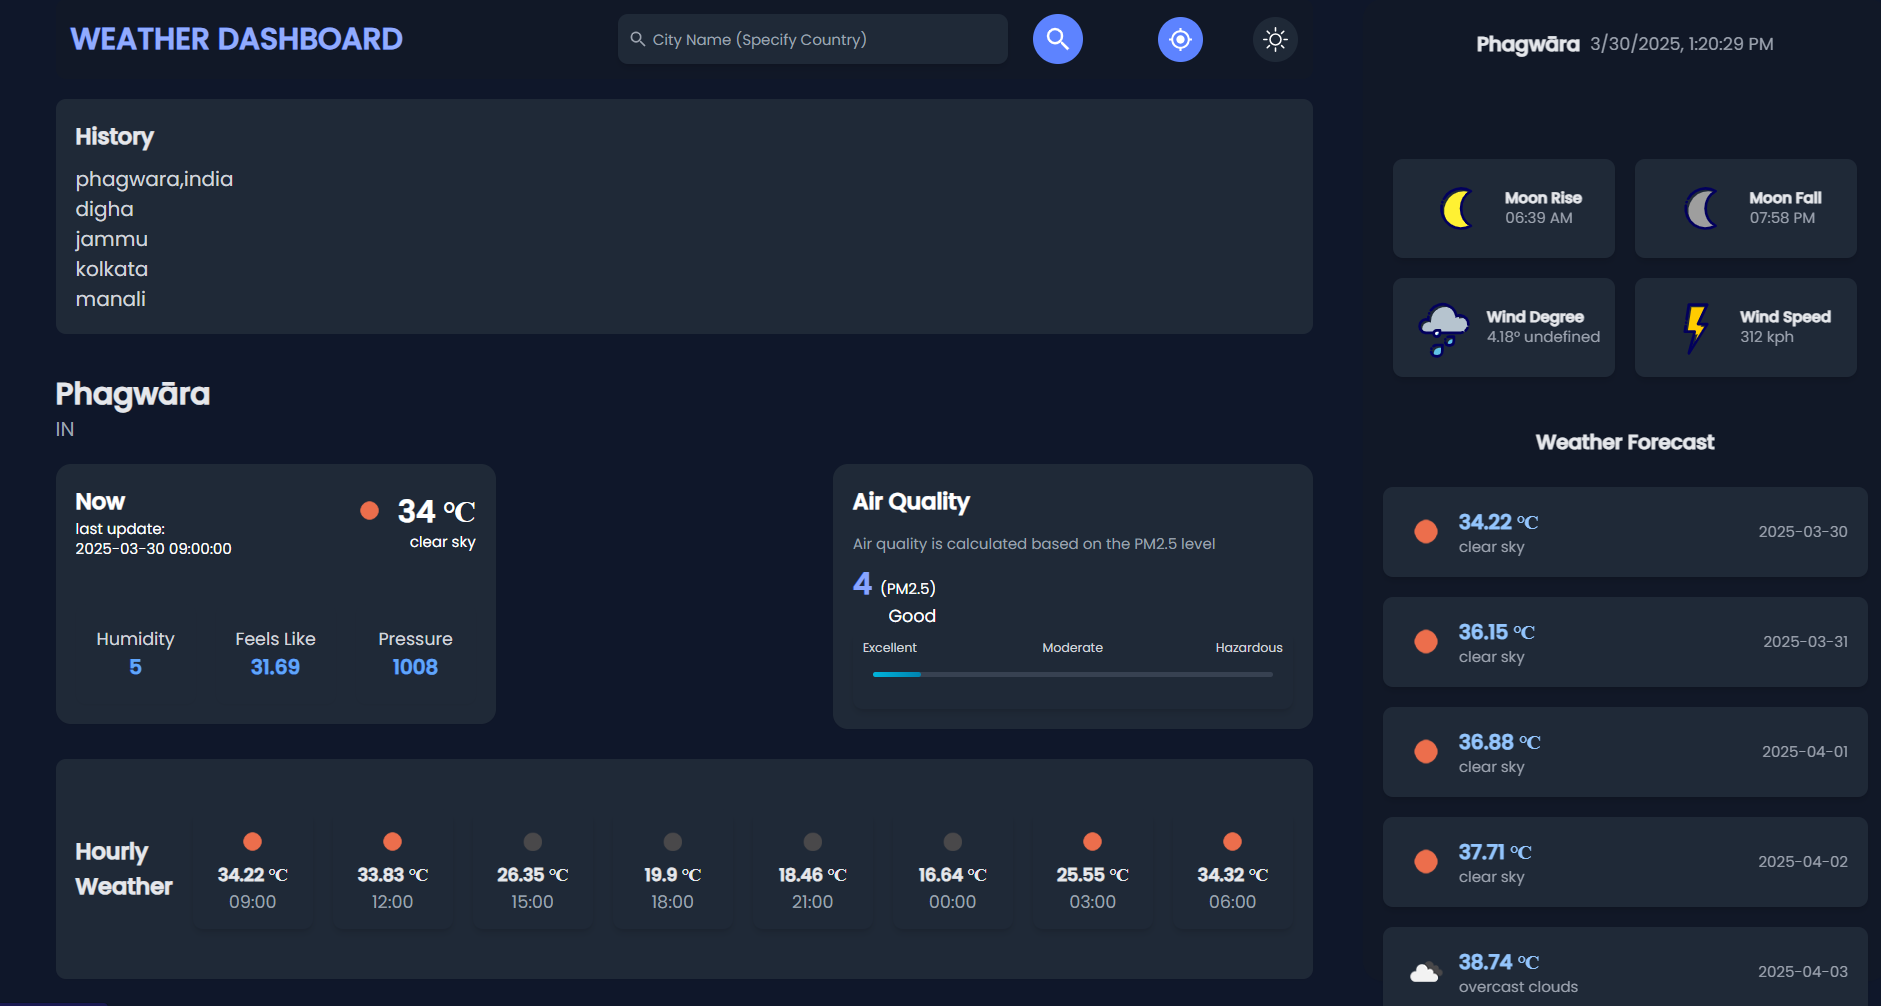 WEATHER DASHBOARD
City Name (Specify Country)
Phagwāra 3/30/2025, 1:20:29 PM
History
phagwara,india
digha
jammu
kolkata
manali
Phagwāra
IN
Now
last update:
2025-03-30 09:00:00
34 °C
clear sky
Humidity
5
Feels Like
31.69
Pressure
1008
Air Quality
Air quality is calculated based on the PM2.5 level
4 (PM2.5)
Good
Excellent Moderate Hazardous
Hourly
Weather
34.22 °C
09:00
33.83 °C
12:00
26.35 °C
15:00
19.9 °C
18:00
18.46 °C
21:00
16.64 °C
00:00
25.55 °C
03:00
34.32 °C
06:00
Moon Rise
06:39 AM
Moon Fall
07:58 PM
Wind Degree
4.18° undefined
Wind Speed
312 kph
Weather Forecast
34.22 °C
clear sky
2025-03-30
36.15 °C
clear sky
2025-03-31
36.88 °C
clear sky
2025-04-01
37.71 °C
clear sky
2025-04-02
38.74 °C
overcast clouds
2025-04-03